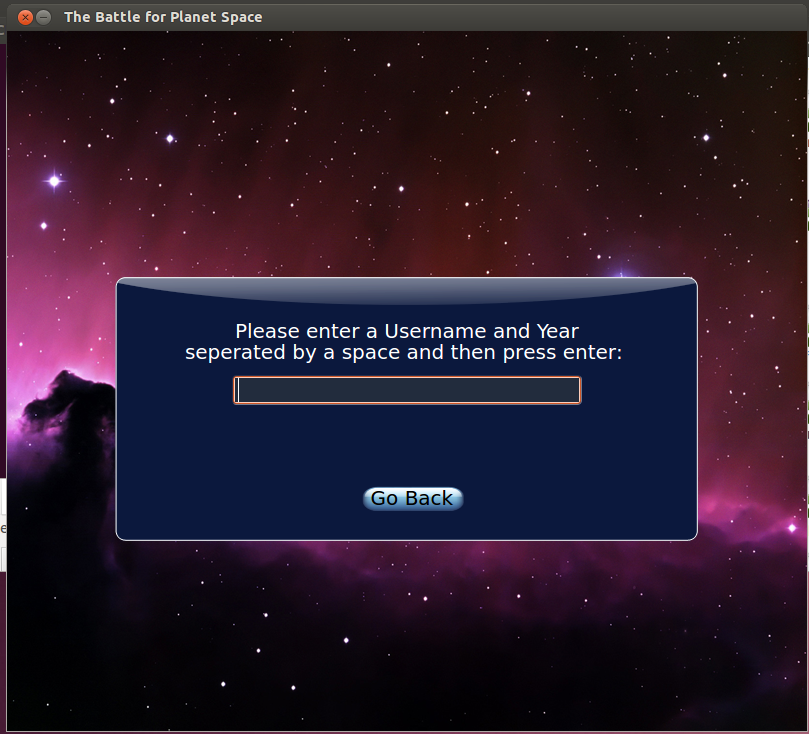 The Battle for Planet Space
Please enter a Username and Year
seperated by a space and then press enter:
Go Back